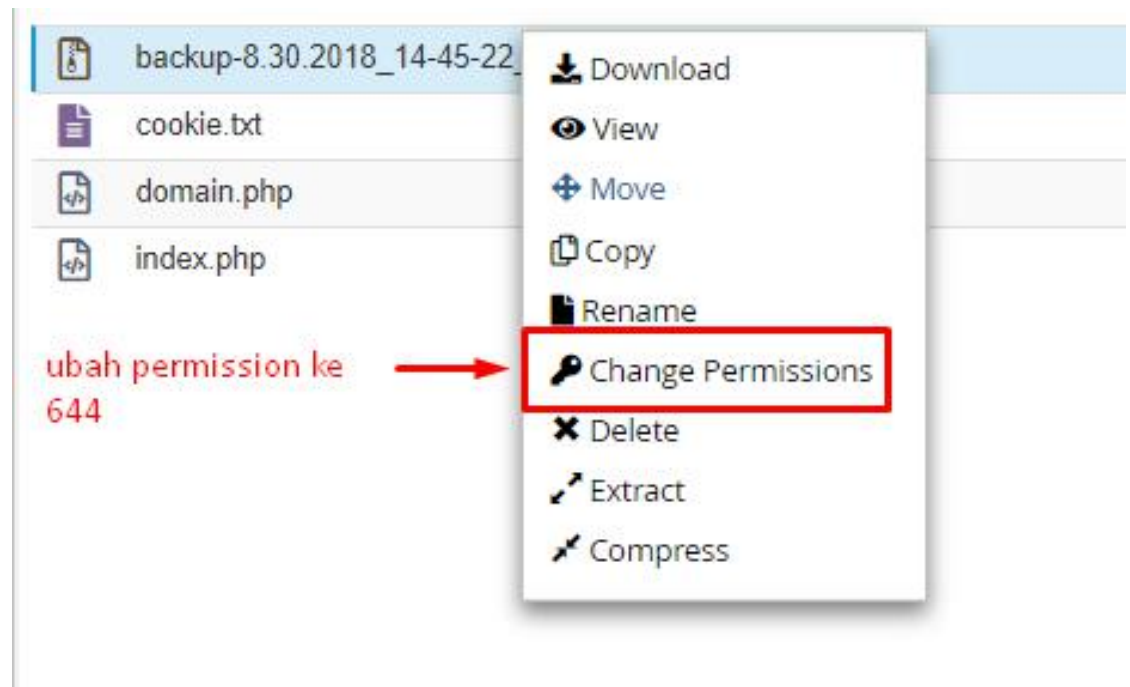 backup-8.30.2018_14-45-22_
cookie.txt
domain.php
index.php
Download
View
Move
Copy
Rename
Change Permissions
Delete
Extract
Compress
ubah permission ke
644